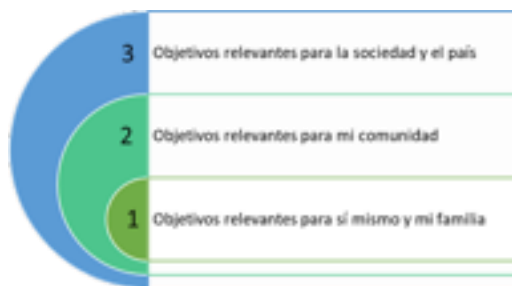 3 Objetivos relevantes para la sociedad y el país
2 Objetivos relevantes para mi comunidad
1 Objetivos relevantes para sí mismo y mi familia